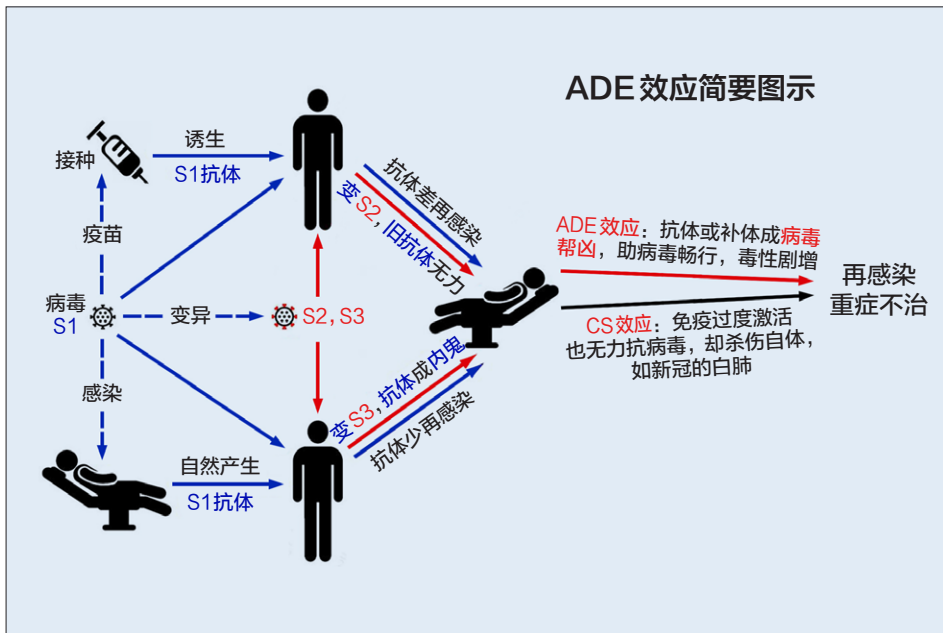 ADE效应简要图示
接种
诱生
S1抗体
疫苗
病毒
S1
变异
S2，S3
感染
自然产生
S1抗体
抗体差再感染
变S2，旧抗体无力
变S3，抗体成内鬼
抗体少再感染
ADE效应：抗体或补体成病毒
帮凶，助病毒畅行，毒性剧增
CS效应：免疫过度激活
也无力抗病毒，却杀伤自体，
如新冠的白肺
再感染
重症不治